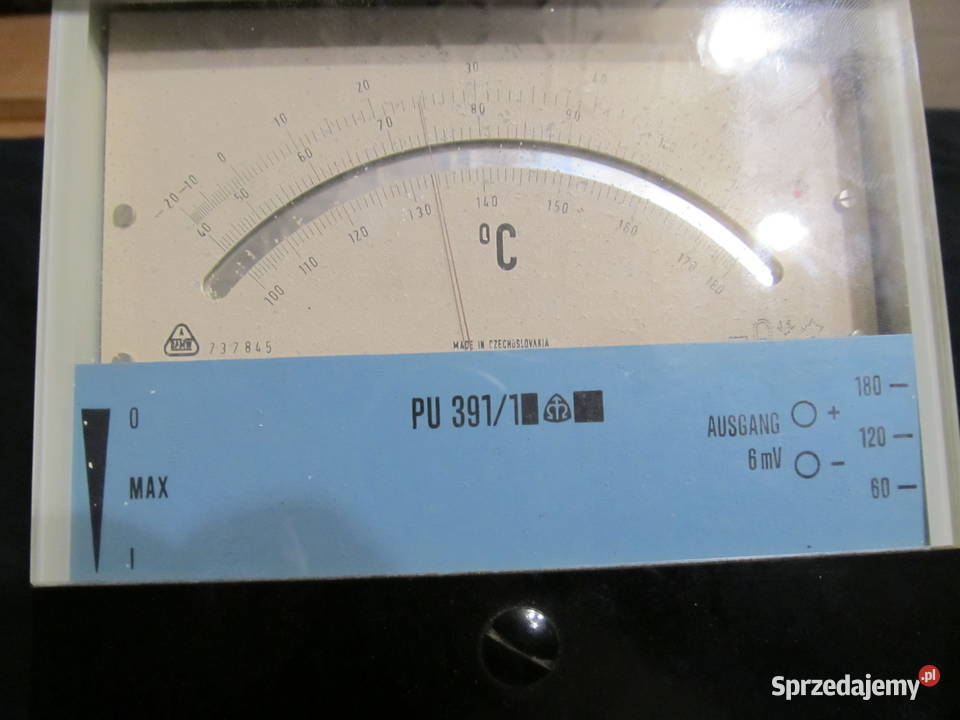 -20 -10 0 10 20 30 40
40 50 60 70 80 90
100 110 120 130 140 150 160 170 180
°C
737845
MADE IN CZECHOSLOVAKIA
0
MAX
I
PU 391/1
AUSGANG
6 mV
+
-
180
120
60
Sprzedajemy.pl